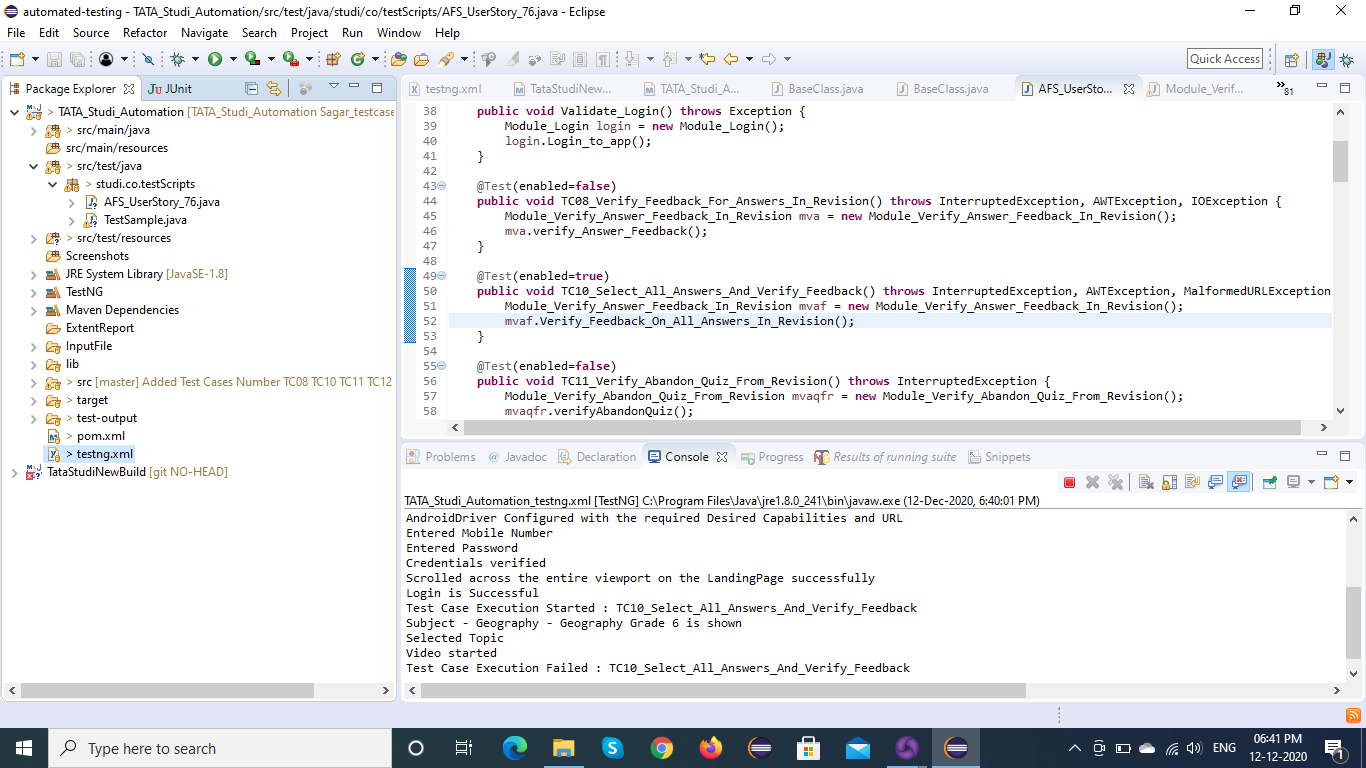 automated-testing - TATA_Studi_Automation/src/test/java/studi/co/testScripts/AFS_UserStory_76.java - Eclipse
File Edit Source Refactor Navigate Search Project Run Window Help
Quick Access
Package Explorer JUnit
> TATA_Studi_Automation [TATA_Studi_Automation Sagar_testcase
> src/main/java
src/main/resources
> src/test/java
> studi.co.testScripts
AFS_UserStory_76.java
TestSample.java
> src/test/resources
Screenshots
JRE System Library [JavaSE-1.8]
TestNG
Maven Dependencies
ExtentReport
InputFile
lib
> src [master] Added Test Cases Number TC08 TC10 TC11 TC12
> target
> test-output
> pom.xml
> testng.xml
TataStudiNewBuild [git NO-HEAD]
testng.xml TataStudiNew... TATA_Studi_A... BaseClass.java BaseClass.java AFS_UserSto... Module_Verif... 81
38 public void Validate_Login() throws Exception {
39 Module_Login login = new Module_Login();
40 login.Login_to_app();
41 }
42
43 @Test(enabled=false)
44 public void TC08_Verify_Feedback_For_Answers_In_Revision() throws InterruptedException, AWTException, IOException {
45 Module_Verify_Answer_Feedback_In_Revision mva = new Module_Verify_Answer_Feedback_In_Revision();
46 mva.verify_Answer_Feedback();
47 }
48
49 @Test(enabled=true)
50 public void TC10_Select_All_Answers_And_Verify_Feedback() throws InterruptedException, AWTException, MalformedURLException
51 Module_Verify_Answer_Feedback_In_Revision mvaf = new Module_Verify_Answer_Feedback_In_Revision();
52 mvaf.Verify_Feedback_On_All_Answers_In_Revision();
53 }
54
55 @Test(enabled=false)
56 public void TC11_Verify_Abandon_Quiz_From_Revision() throws InterruptedException {
57 Module_Verify_Abandon_Quiz_From_Revision mvaqfr = new Module_Verify_Abandon_Quiz_From_Revision();
58 mvaqfr.verifyAbandonQuiz();
Problems Javadoc Declaration Console Progress Results of running suite Snippets
TATA_Studi_Automation_testng.xml [TestNG] C:\Program Files\Java\jre1.8.0_241\bin\javaw.exe (12-Dec-2020, 6:40:01 PM)
AndroidDriver Configured with the required Desired Capabilities and URL
Entered Mobile Number
Entered Password
Credentials verified
Scrolled across the entire viewport on the LandingPage successfully
Login is Successful
Test Case Execution Started : TC10_Select_All_Answers_And_Verify_Feedback
Subject - Geography - Geography Grade 6 is shown
Selected Topic
Video started
Test Case Execution Failed : TC10_Select_All_Answers_And_Verify_Feedback
Type here to search
ENG
06:41 PM
12-12-2020
1